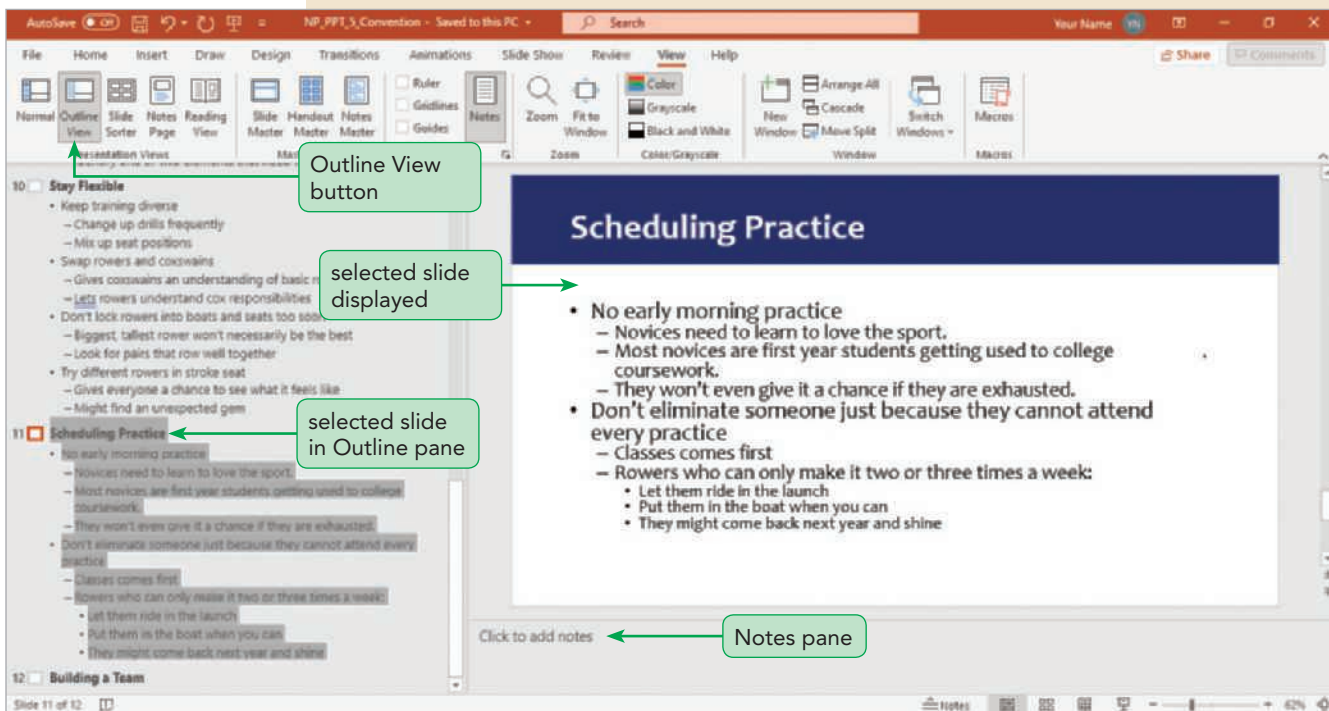 AutoSave Off NP_PPT_5_Convention - Saved to this PC Search Your Name YN
File Home Insert Draw Design Transitions Animations Slide Show Review View Help Share Comments
Normal Outline View Slide Sorter Notes Page Reading View
Presentation Views
Slide Master Handout Master Notes Master
Ruler
Gridlines
Guides
Notes
Zoom Fit to Window
Zoom
Color
Grayscale
Black and White
Color/Grayscale
New Window
Arrange All
Cascade
Move Split
Switch Windows
Window
Macros
Macros
Outline View button
10 Stay Flexible
• Keep training diverse
– Change up drills frequently
– Mix up seat positions
• Swap rowers and coxswains
– Gives coxswains an understanding of basic
– Lets rowers understand cox responsibilities
• Don't lock rowers into boats and seats too soon
– Biggest, tallest rower won't necessarily be the best
– Look for pairs that row well together
• Try different rowers in stroke seat
– Gives everyone a chance to see what it feels like
– Might find an unexpected gem
11 Scheduling Practice
• No early morning practice
– Novices need to learn to love the sport.
– Most novices are first year students getting used to college
coursework.
– They won't even give it a chance if they are exhausted.
• Don't eliminate someone just because they cannot attend every
practice
– Classes comes first
– Rowers who can only make it two or three times a week:
• Let them ride in the launch
• Put them in the boat when you can
• They might come back next year and shine
12 Building a Team
selected slide
displayed
selected slide
in Outline pane
Scheduling Practice
• No early morning practice
– Novices need to learn to love the sport.
– Most novices are first year students getting used to college
coursework.
– They won't even give it a chance if they are exhausted.
• Don't eliminate someone just because they cannot attend
every practice
– Classes comes first
– Rowers who can only make it two or three times a week:
• Let them ride in the launch
• Put them in the boat when you can
• They might come back next year and shine
Click to add notes
Notes pane
Slide 11 of 12 Notes 62%